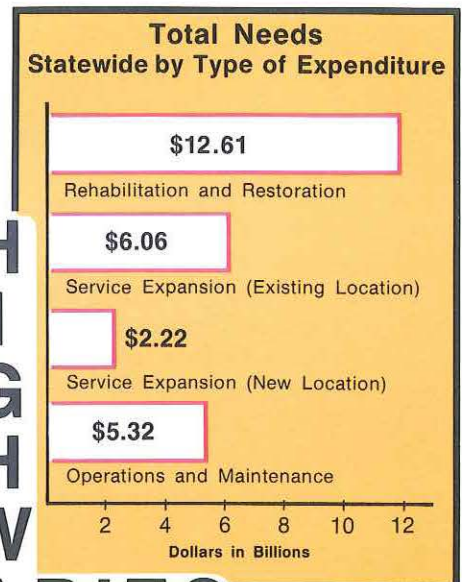 Total Needs
Statewide by Type of Expenditure
$12.61
Rehabilitation and Restoration
$6.06
Service Expansion (Existing Location)
$2.22
Service Expansion (New Location)
$5.32
Operations and Maintenance
2 4 6 8 10 12
Dollars in Billions
H
I
G
H
W